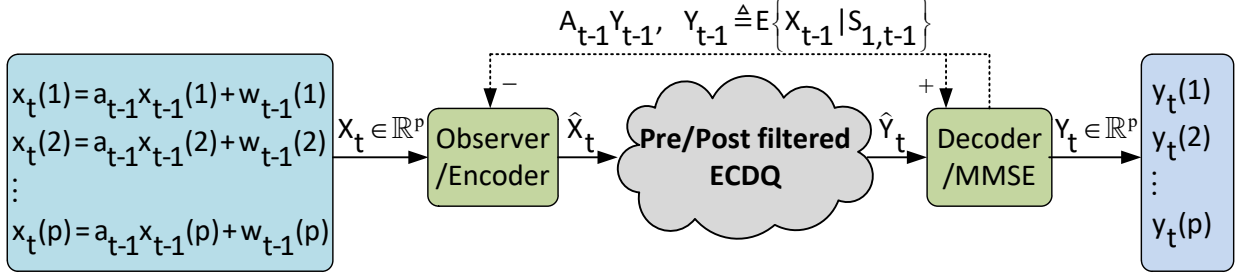 A_{t-1}Y_{t-1}, Y_{t-1}≜E{X_{t-1}|S_{1,t-1}}
x_t(1)=a_{t-1}x_{t-1}(1)+w_{t-1}(1)
x_t(2)=a_{t-1}x_{t-1}(2)+w_{t-1}(2)
⋮
x_t(p)=a_{t-1}x_{t-1}(p)+w_{t-1}(p)
X_t∈ℝ^p
−
Observer
/Encoder
X̂_t
Pre/Post filtered
ECDQ
Ŷ_t
+
Decoder
/MMSE
Y_t∈ℝ^p
y_t(1)
y_t(2)
⋮
y_t(p)